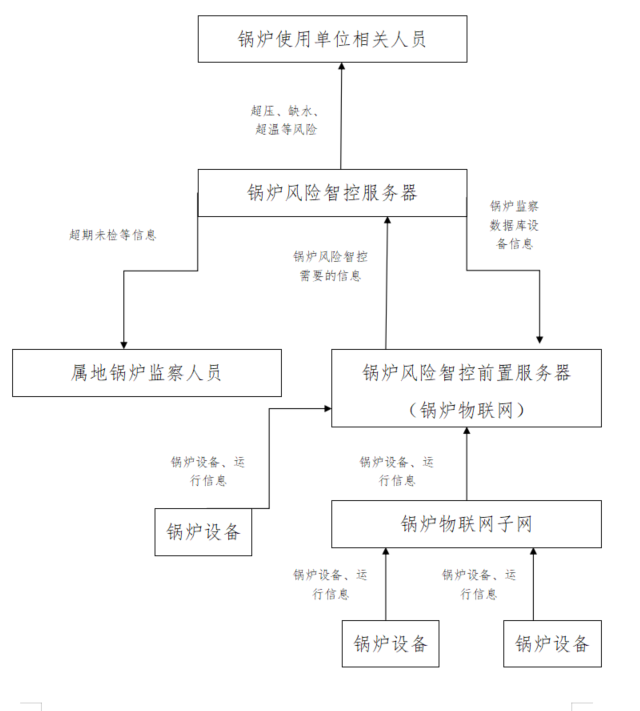 锅炉使用单位相关人员
超压、缺水、
超温等风险
锅炉风险智控服务器
超期未检等信息
锅炉监察
数据库设
备信息
锅炉风险智控
需要的信息
属地锅炉监察人员
锅炉风险智控前置服务器
（锅炉物联网）
锅炉设备、运
行信息
锅炉设备、运
行信息
锅炉设备
锅炉物联网子网
锅炉设备、运
行信息
锅炉设备、运
行信息
锅炉设备
锅炉设备